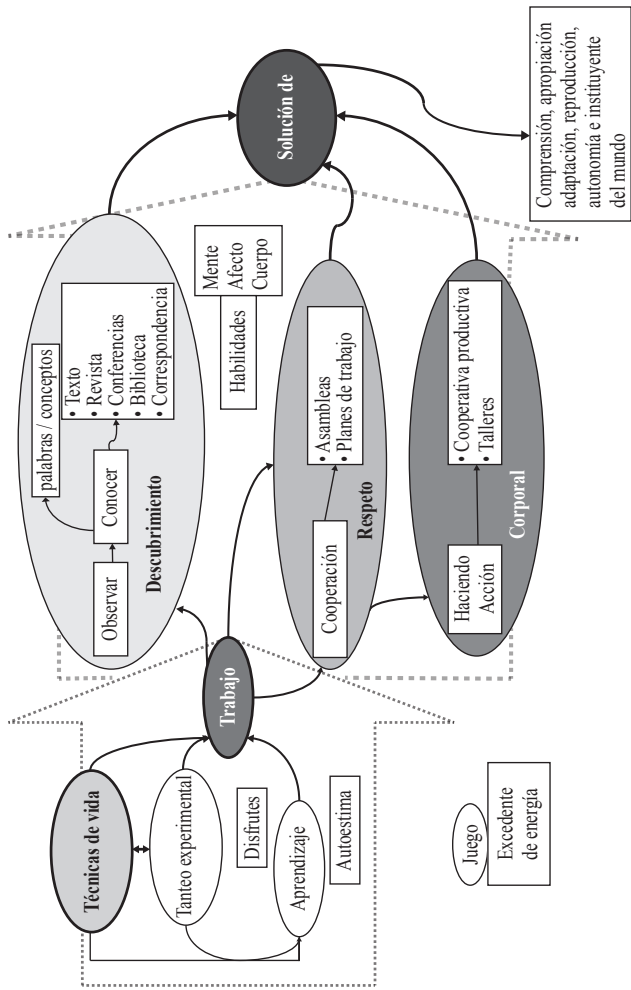 Técnicas de vida
Tanteo experimental
Disfrutes
Aprendizaje
Autoestima
Juego
Excedente
de energía
Trabajo
palabras / conceptos
Observar
Conocer
• Texto
• Revista
• Conferencias
• Biblioteca
• Correspondencia
Descubrimiento
Habilidades
Mente
Afecto
Cuerpo
Cooperación
• Asambleas
• Planes de trabajo
Respeto
Haciendo
Acción
• Cooperativa productiva
• Talleres
Corporal
Solución de
Comprensión, apropiación
adaptación, reproducción,
autonomía e instituyente
del mundo